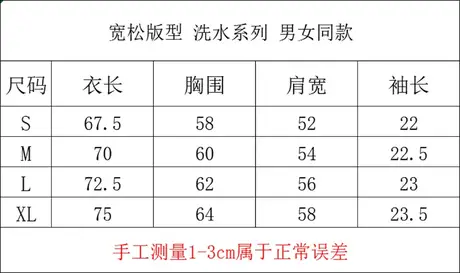 宽松版型 洗水系列 男女同款
尺码 衣长 胸围 肩宽 袖长
S 67.5 58 52 22
M 70 60 54 22.5
L 72.5 62 56 23
XL 75 64 58 23.5
手工测量1-3cm属于正常误差